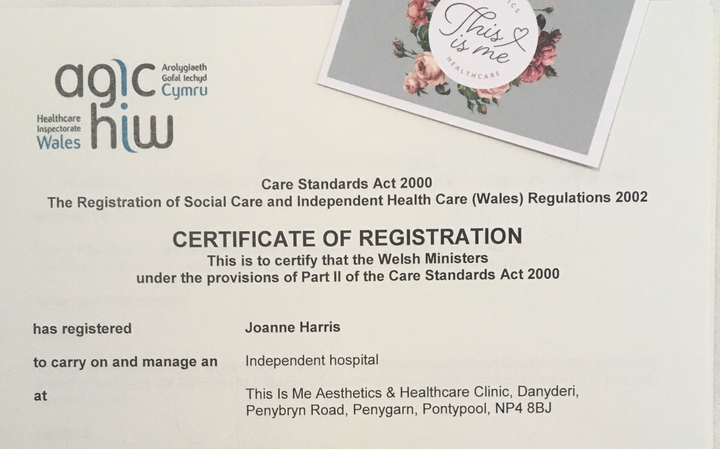 agic
Arolygiaeth
Gofal Iechyd
Cymru
Healthcare
Inspectorate
Wales
hiw
ICS
This
is me
HEALTHCARE
Care Standards Act 2000
The Registration of Social Care and Independent Health Care (Wales) Regulations 2002
CERTIFICATE OF REGISTRATION
This is to certify that the Welsh Ministers
under the provisions of Part II of the Care Standards Act 2000
has registered Joanne Harris
to carry on and manage an Independent hospital
at This Is Me Aesthetics & Healthcare Clinic, Danyderi,
Penybryn Road, Penygarn, Pontypool, NP4 8BJ